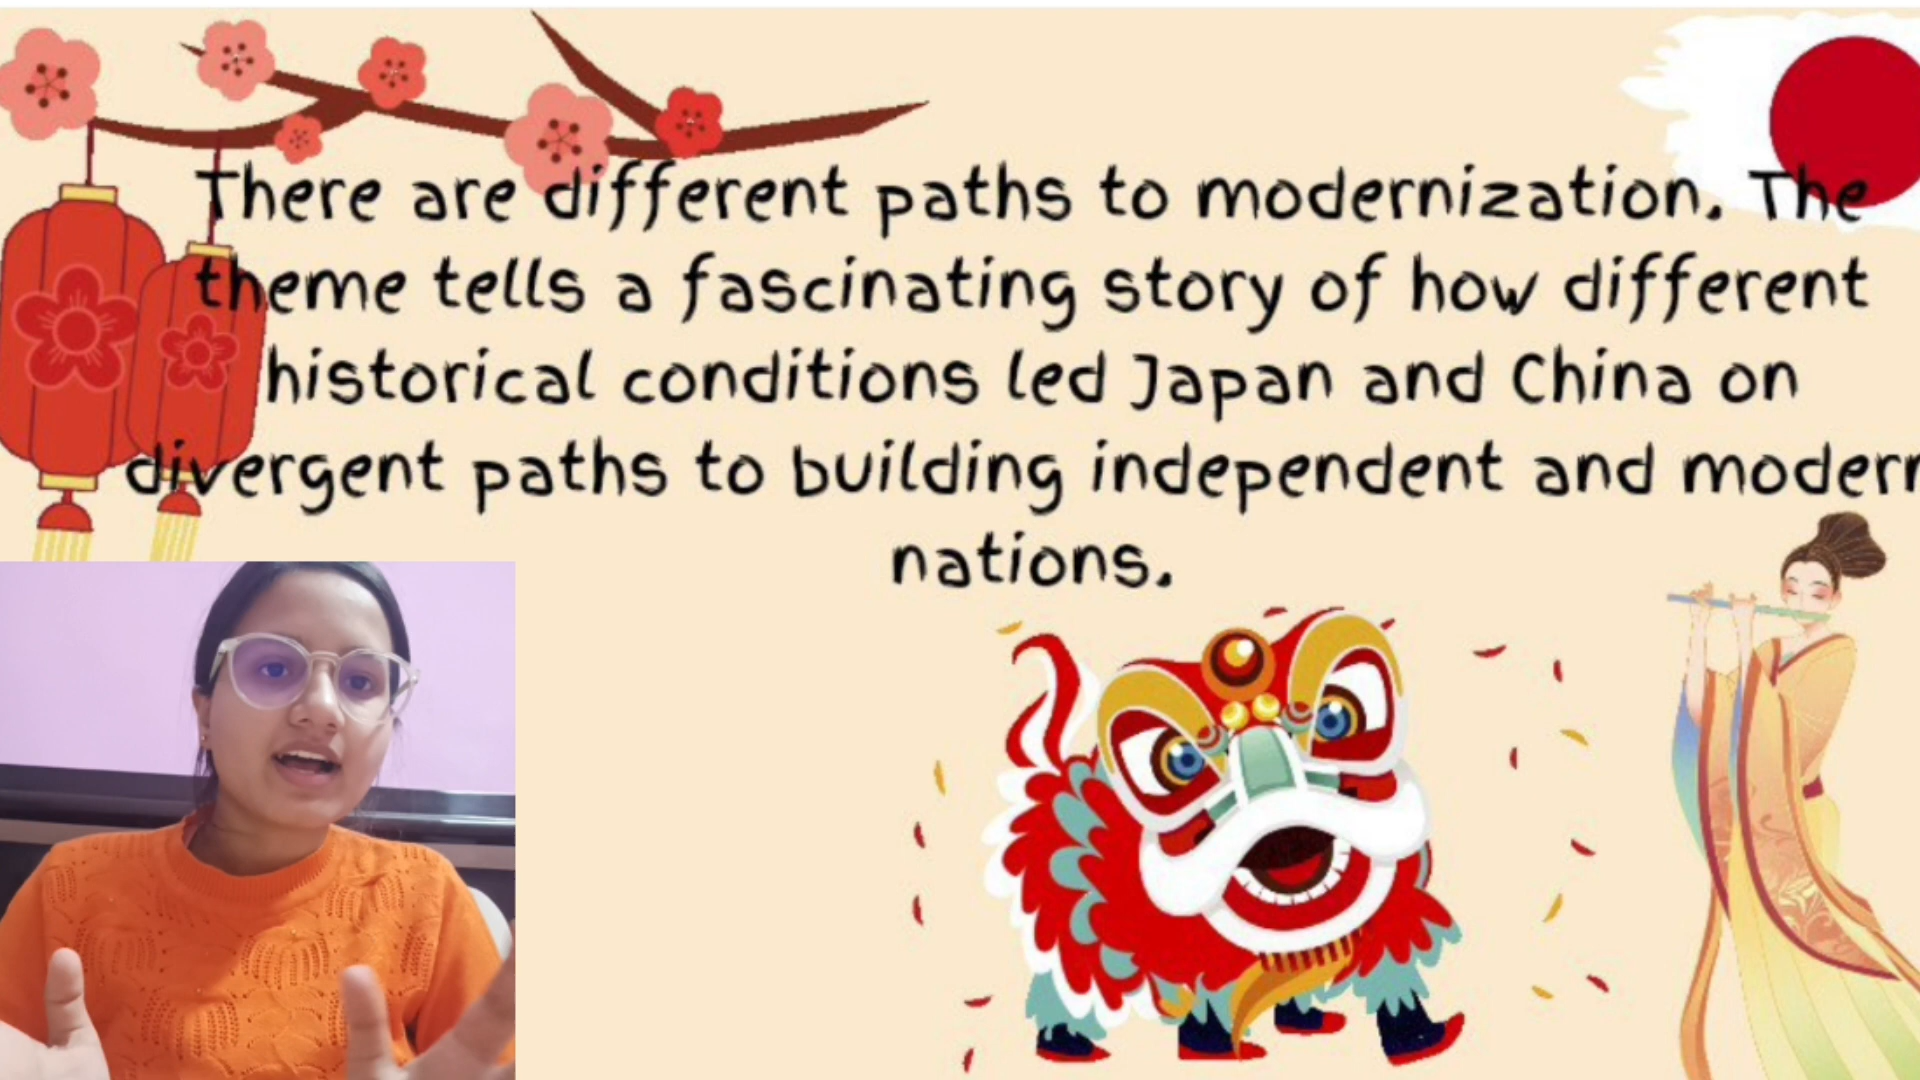 There are different paths to modernization. The
theme tells a fascinating story of how different
historical conditions led Japan and China on
divergent paths to building independent and modern
nations.